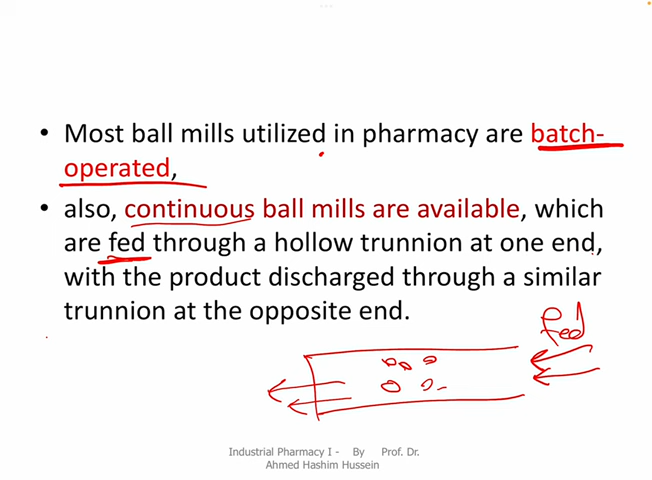 • Most ball mills utilized in pharmacy are batch-
operated,
• also, continuous ball mills are available, which
are fed through a hollow trunnion at one end,
with the product discharged through a similar
trunnion at the opposite end.
fed
Industrial Pharmacy I - By Prof. Dr.
Ahmed Hashim Hussein